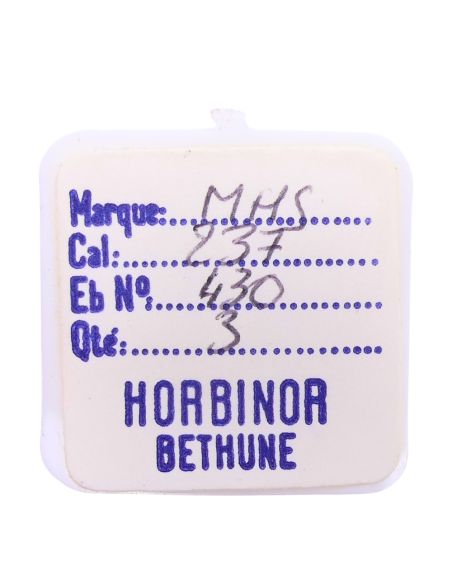 Marque: MHS
Cal: 237
Eb Nº: 430
Qté: 3
HORBINOR
BETHUNE